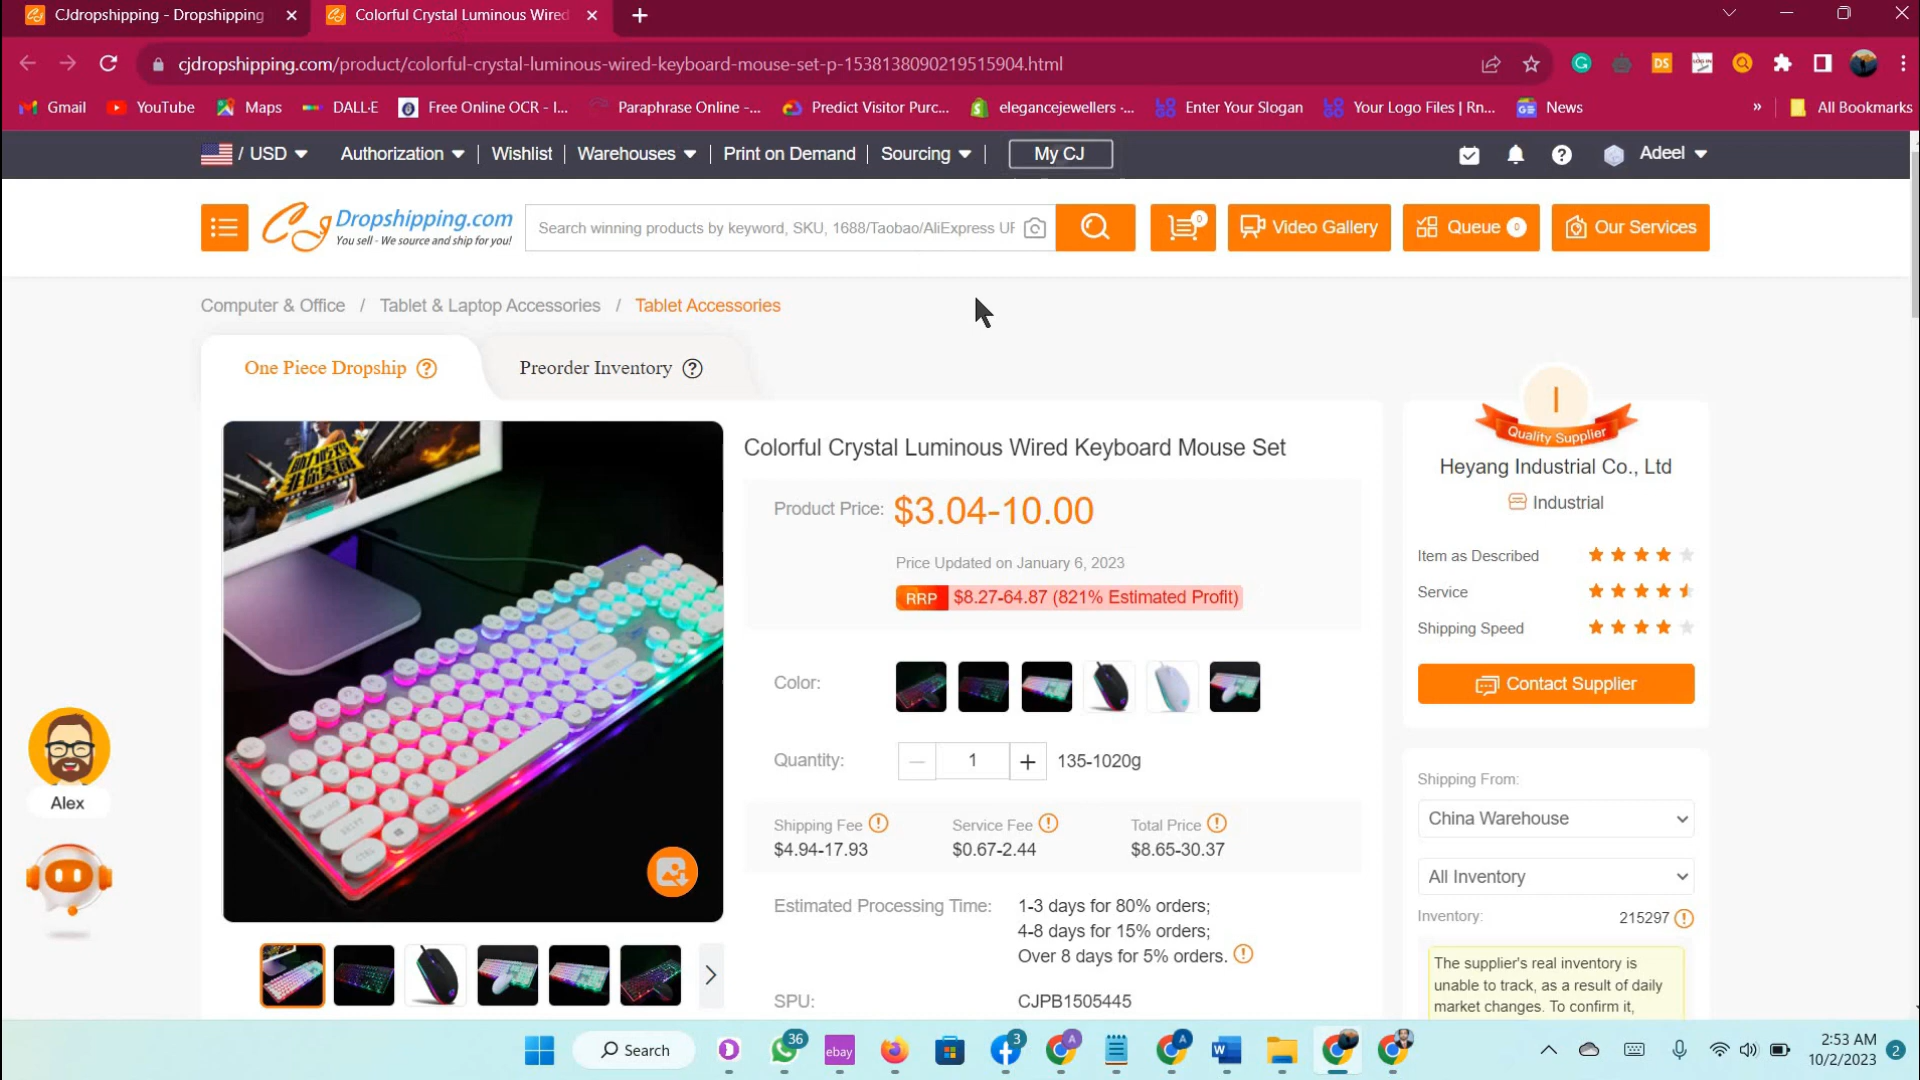 CJdropshipping - Dropshipping
Colorful Crystal Luminous Wired
cjdropshipping.com/product/colorful-crystal-luminous-wired-keyboard-mouse-set-p-1538138090219515904.html
Gmail YouTube Maps DALL·E Free Online OCR - I... Paraphrase Online -... Predict Visitor Purc... elegancejewellers -... Enter Your Slogan Your Logo Files | Rn... News » All Bookmarks
/ USD Authorization Wishlist Warehouses Print on Demand Sourcing My CJ Adeel
CJ Dropshipping.com
You sell - We source and ship for you!
Search winning products by keyword, SKU, 1688/Taobao/AliExpress UR
0 Video Gallery Queue 0 Our Services
Computer & Office / Tablet & Laptop Accessories / Tablet Accessories
One Piece Dropship ? Preorder Inventory ?
Colorful Crystal Luminous Wired Keyboard Mouse Set
Product Price: $3.04-10.00
Price Updated on January 6, 2023
RRP $8.27-64.87 (821% Estimated Profit)
Color:
Quantity: 1 135-1020g
Shipping Fee Service Fee Total Price
$4.94-17.93 $0.67-2.44 $8.65-30.37
Estimated Processing Time: 1-3 days for 80% orders;
4-8 days for 15% orders;
Over 8 days for 5% orders.
SPU: CJPB1505445
I
Quality Supplier
Heyang Industrial Co., Ltd
Industrial
Item as Described
Service
Shipping Speed
Contact Supplier
Shipping From:
China Warehouse
All Inventory
Inventory: 215297
The supplier's real inventory is
unable to track, as a result of daily
market changes. To confirm it,
Alex
Search
36
ebay
3
A
A
2:53 AM
10/2/2023
2